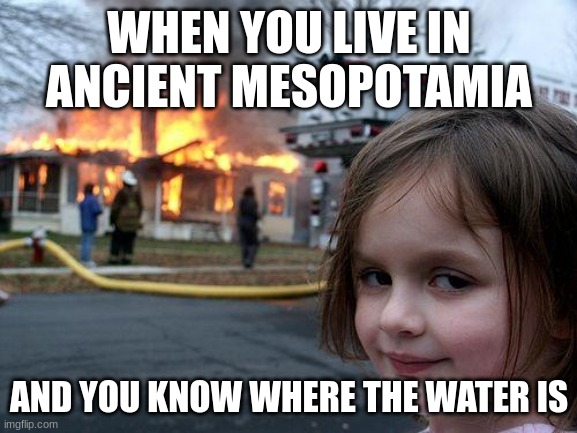 WHEN YOU LIVE IN
ANCIENT MESOPOTAMIA
AND YOU KNOW WHERE THE WATER IS
imgflip.com